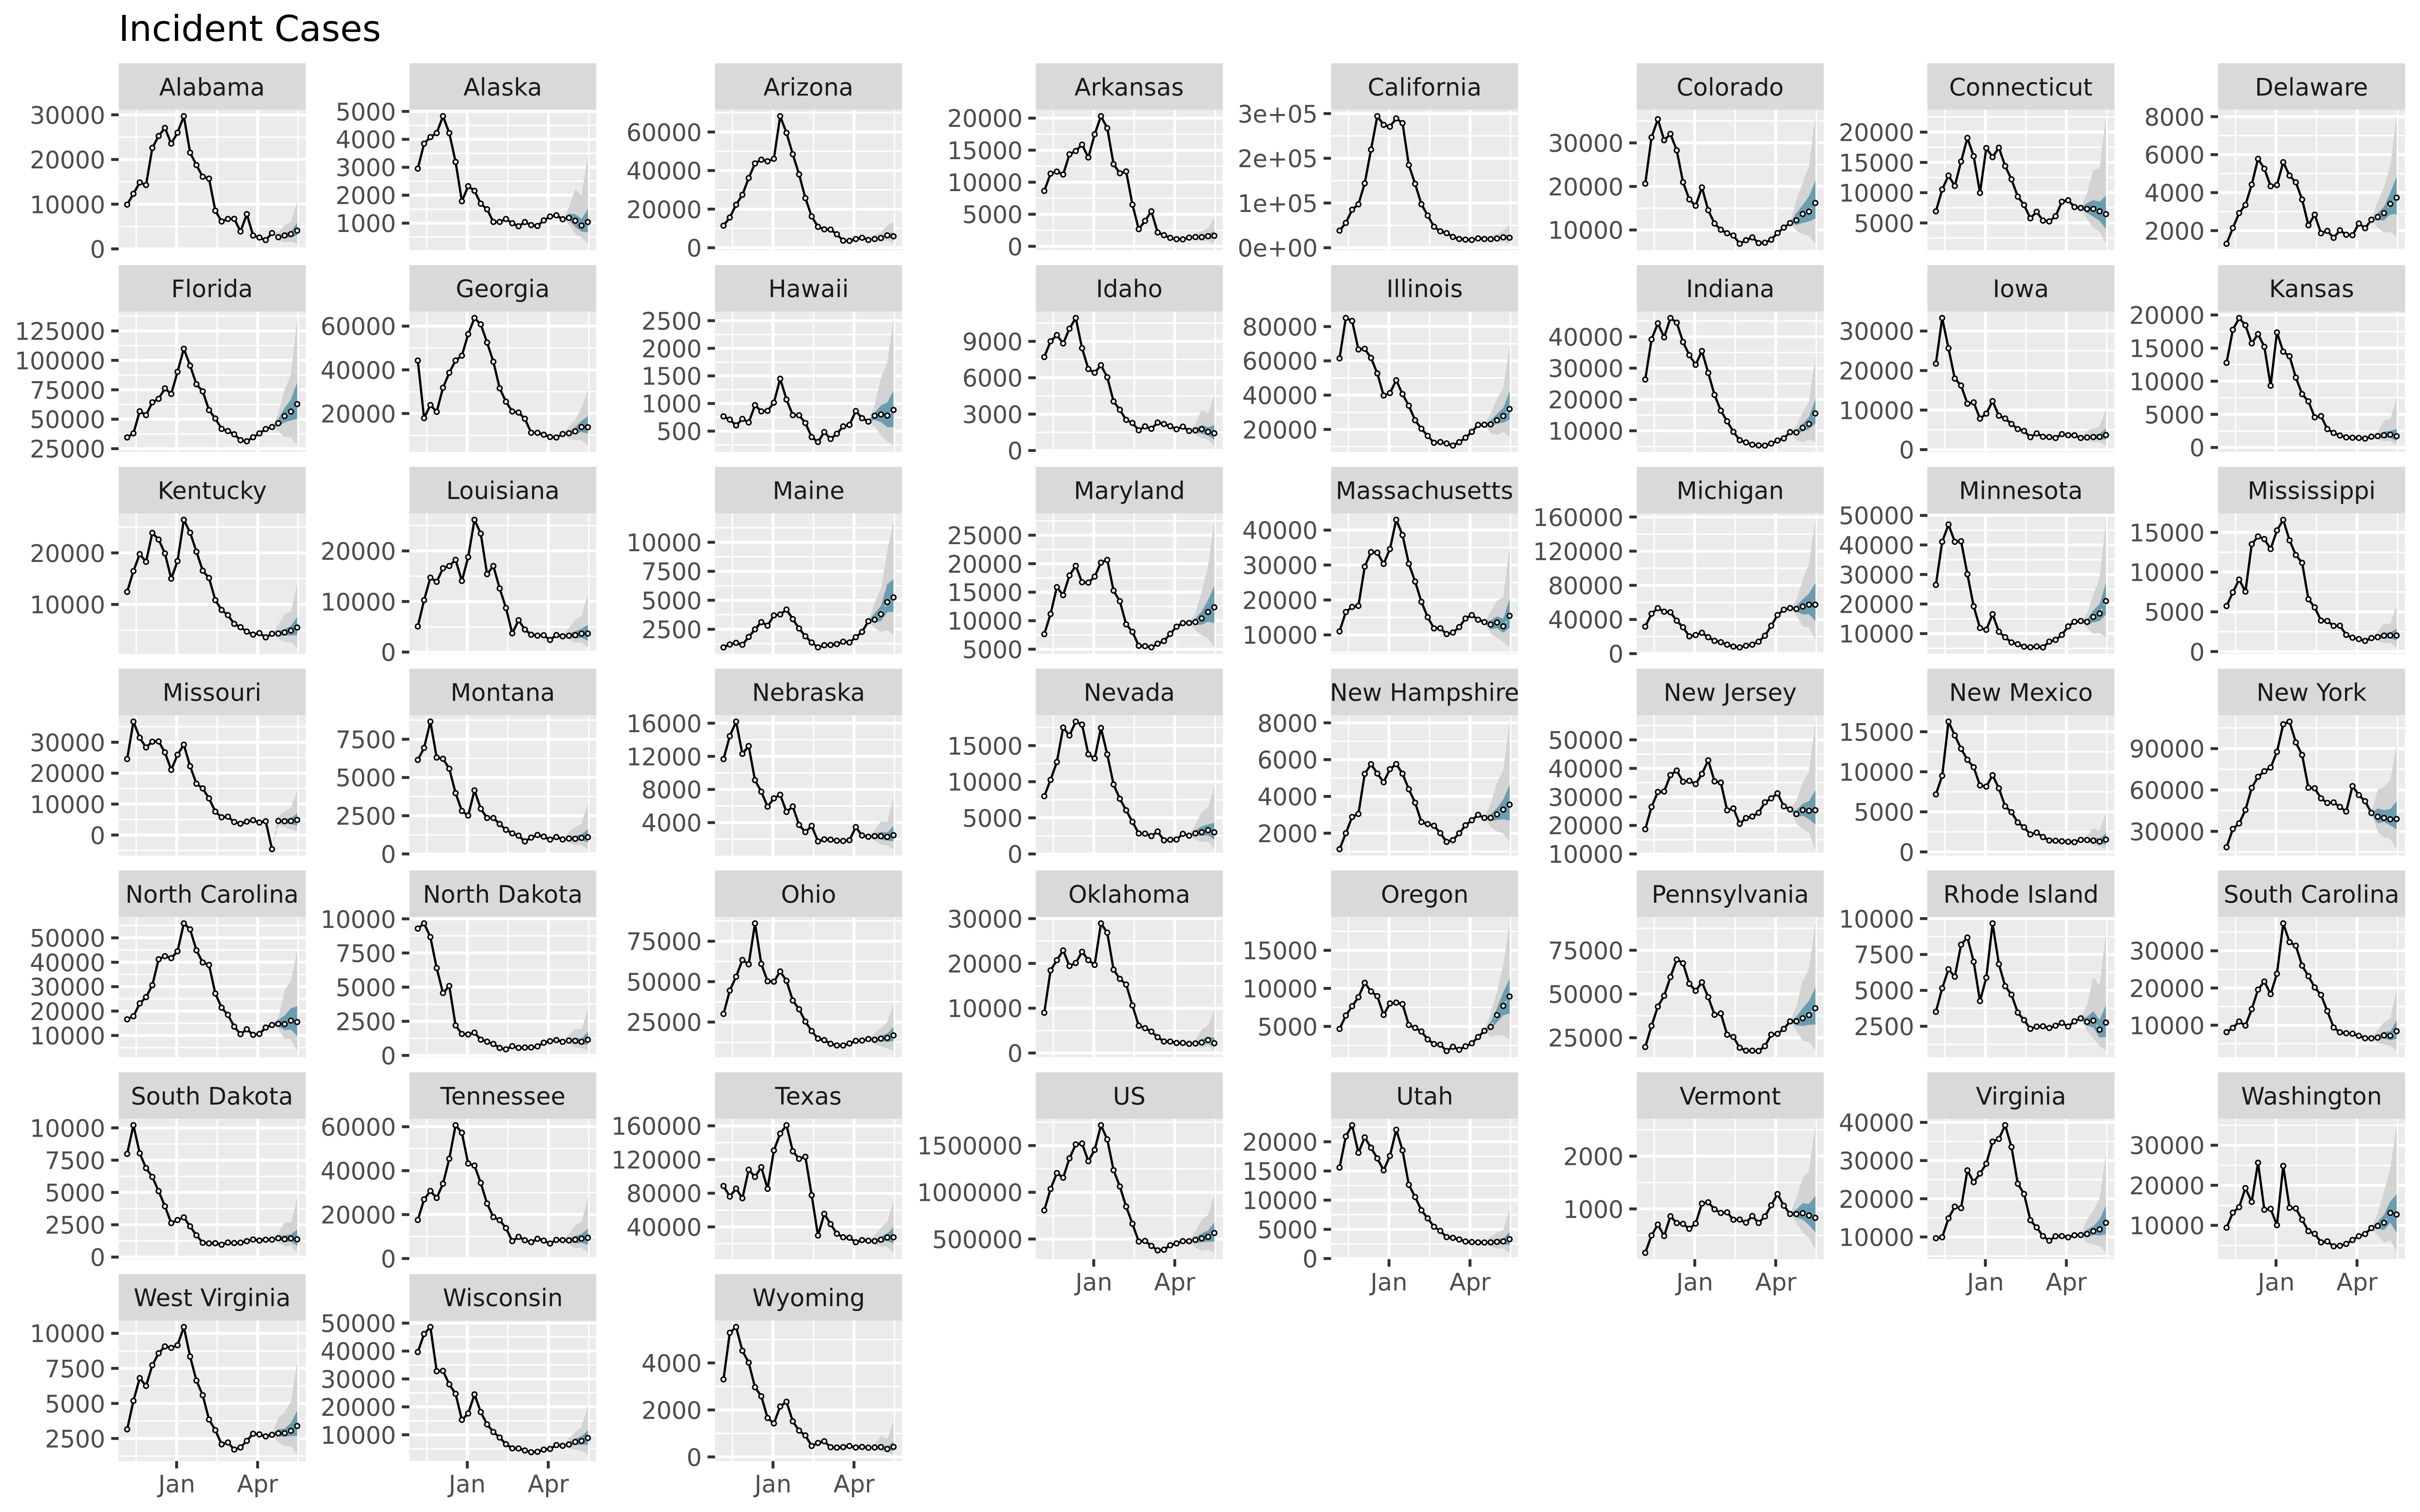 Incident Cases
Alabama Alaska Arizona Arkansas California Colorado Connecticut Delaware
30000 20000 10000 0
5000 4000 3000 2000 1000
60000 40000 20000 0
20000 15000 10000 5000 0
3e+05 2e+05 1e+05 0e+00
30000 20000 10000
20000 15000 10000 5000
8000 6000 4000 2000
Florida Georgia Hawaii Idaho Illinois Indiana Iowa Kansas
125000 100000 75000 50000 25000
60000 40000 20000
2500 2000 1500 1000 500
9000 6000 3000 0
80000 60000 40000 20000
40000 30000 20000 10000
30000 20000 10000 0
20000 15000 10000 5000 0
Kentucky Louisiana Maine Maryland Massachusetts Michigan Minnesota Mississippi
20000 10000
20000 10000 0
10000 7500 5000 2500
25000 20000 15000 10000 5000
40000 30000 20000 10000
160000 120000 80000 40000 0
50000 40000 30000 20000 10000
15000 10000 5000 0
Missouri Montana Nebraska Nevada New Hampshire New Jersey New Mexico New York
30000 20000 10000 0
7500 5000 2500 0
16000 12000 8000 4000
15000 10000 5000 0
8000 6000 4000 2000
50000 40000 30000 20000 10000
15000 10000 5000 0
90000 60000 30000
North Carolina North Dakota Ohio Oklahoma Oregon Pennsylvania Rhode Island South Carolina
50000 40000 30000 20000 10000
10000 7500 5000 2500 0
75000 50000 25000
30000 20000 10000 0
15000 10000 5000
75000 50000 25000
10000 7500 5000 2500
30000 20000 10000
South Dakota Tennessee Texas US Utah Vermont Virginia Washington
10000 7500 5000 2500 0
60000 40000 20000 0
160000 120000 80000 40000
1500000 1000000 500000
20000 15000 10000 5000 0
2000 1000
40000 30000 20000 10000
30000 20000 10000
Jan Apr Jan Apr Jan Apr Jan Apr Jan Apr
West Virginia Wisconsin Wyoming
10000 7500 5000 2500
50000 40000 30000 20000 10000
4000 2000 0
Jan Apr Jan Apr Jan Apr